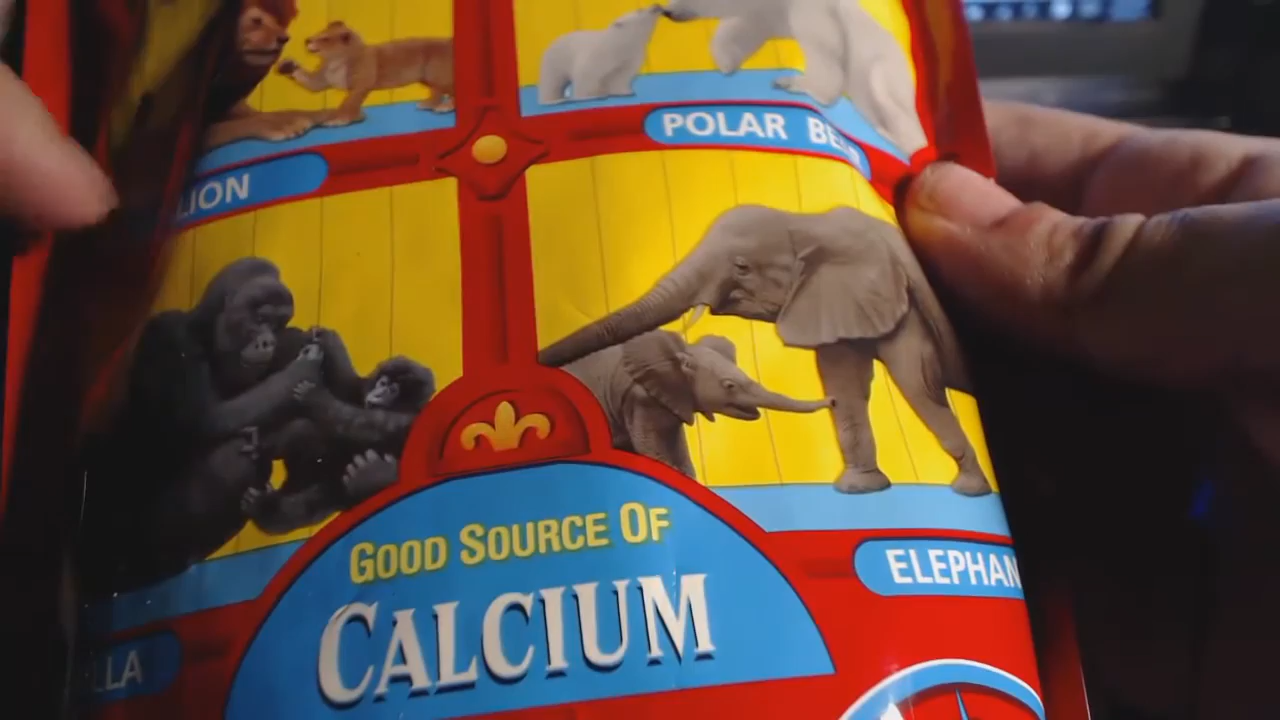 POLAR BEA
LION
GOOD SOURCE OF
CALCIUM
ELEPHAN
LLA